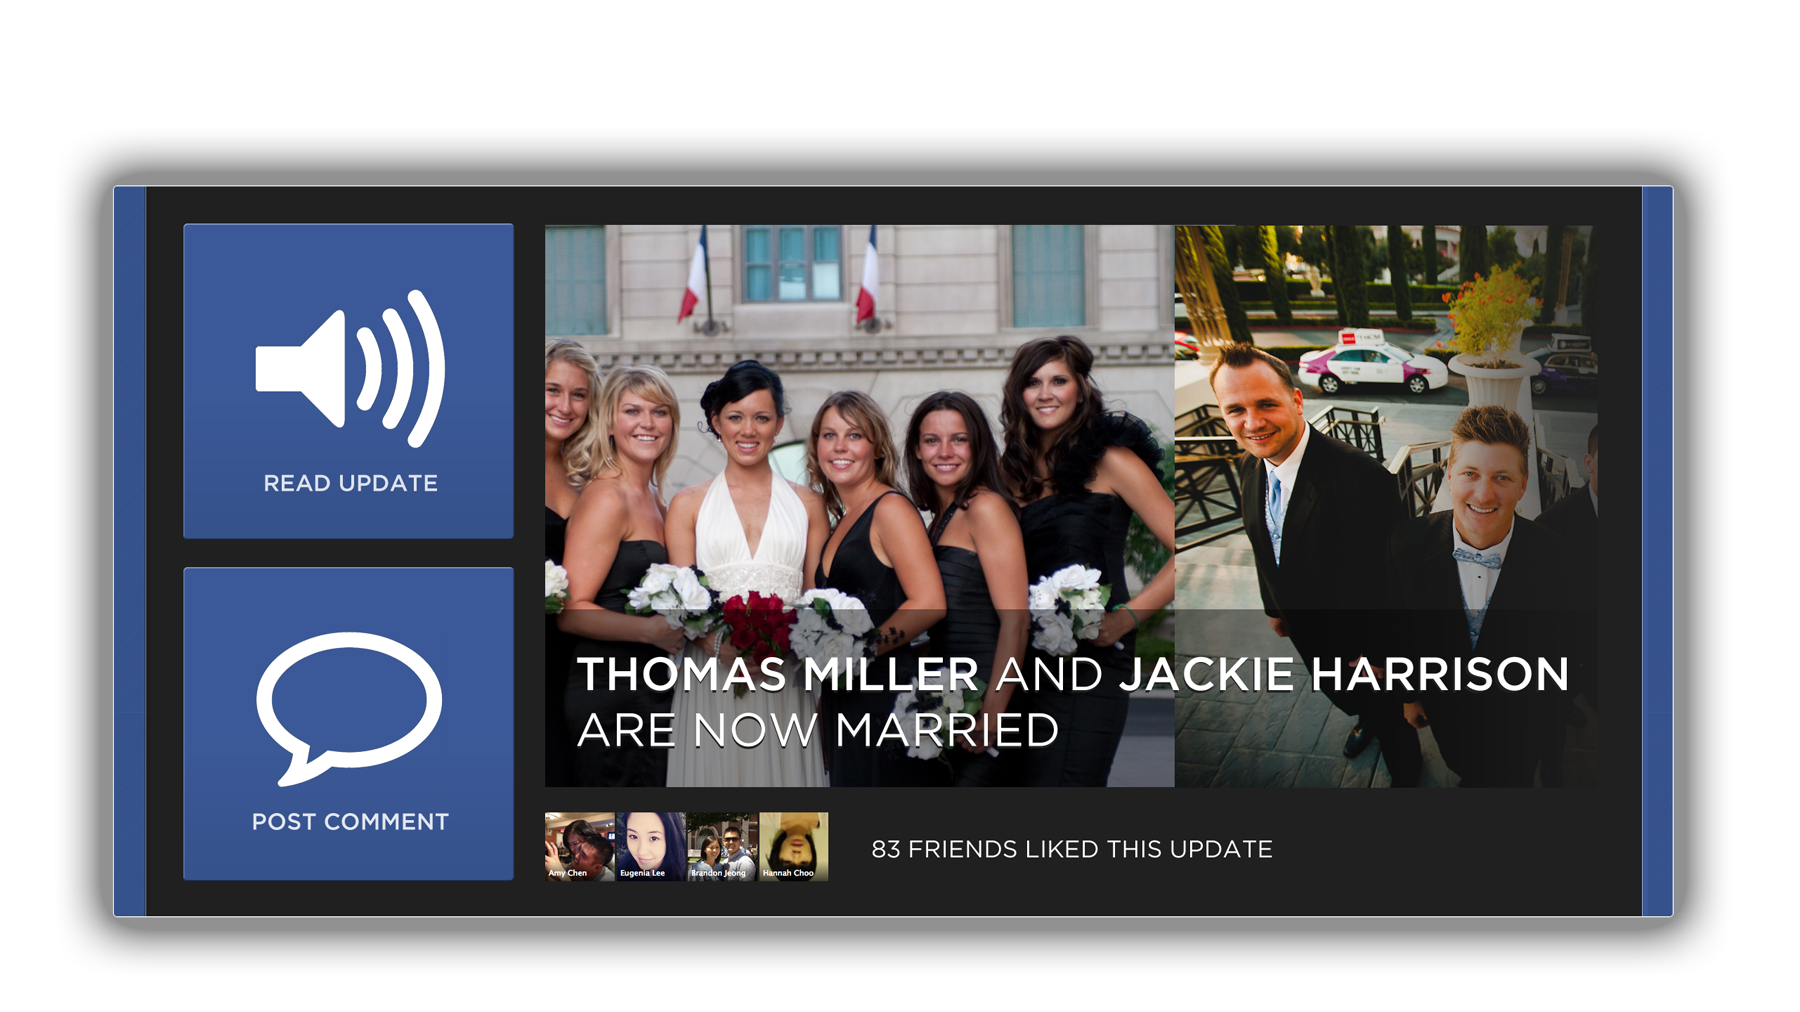 READ UPDATE
POST COMMENT
THOMAS MILLER AND JACKIE HARRISON
ARE NOW MARRIED
Amy Chen
Eugenia Lee
Brandon Jeong
Hannah Choo
83 FRIENDS LIKED THIS UPDATE